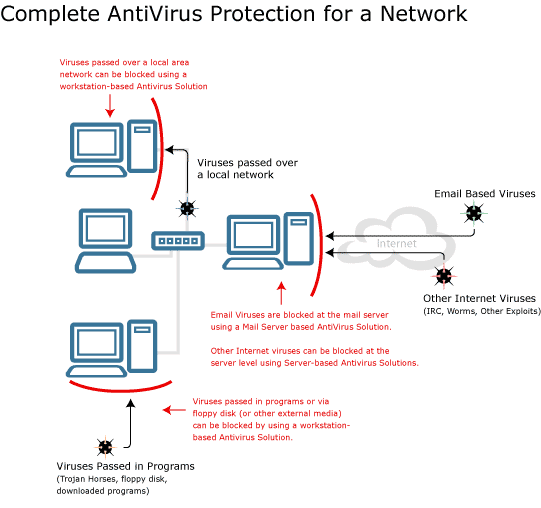 Complete AntiVirus Protection for a Network
Viruses passed over a local area
network can be blocked using a
workstation-based Antivirus Solution
Viruses passed over
a local network
Email Based Viruses
Internet
Other Internet Viruses
(IRC, Worms, Other Exploits)
Email Viruses are blocked at the mail server
using a Mail Server based AntiVirus Solution.
Other Internet viruses can be blocked at the
server level using Server-based Antivirus Solutions.
Viruses passed in programs or via
floppy disk (or other external media)
can be blocked by using a workstation-
based Antivirus Solution.
Viruses Passed in Programs
(Trojan Horses, floppy disk,
downloaded programs)